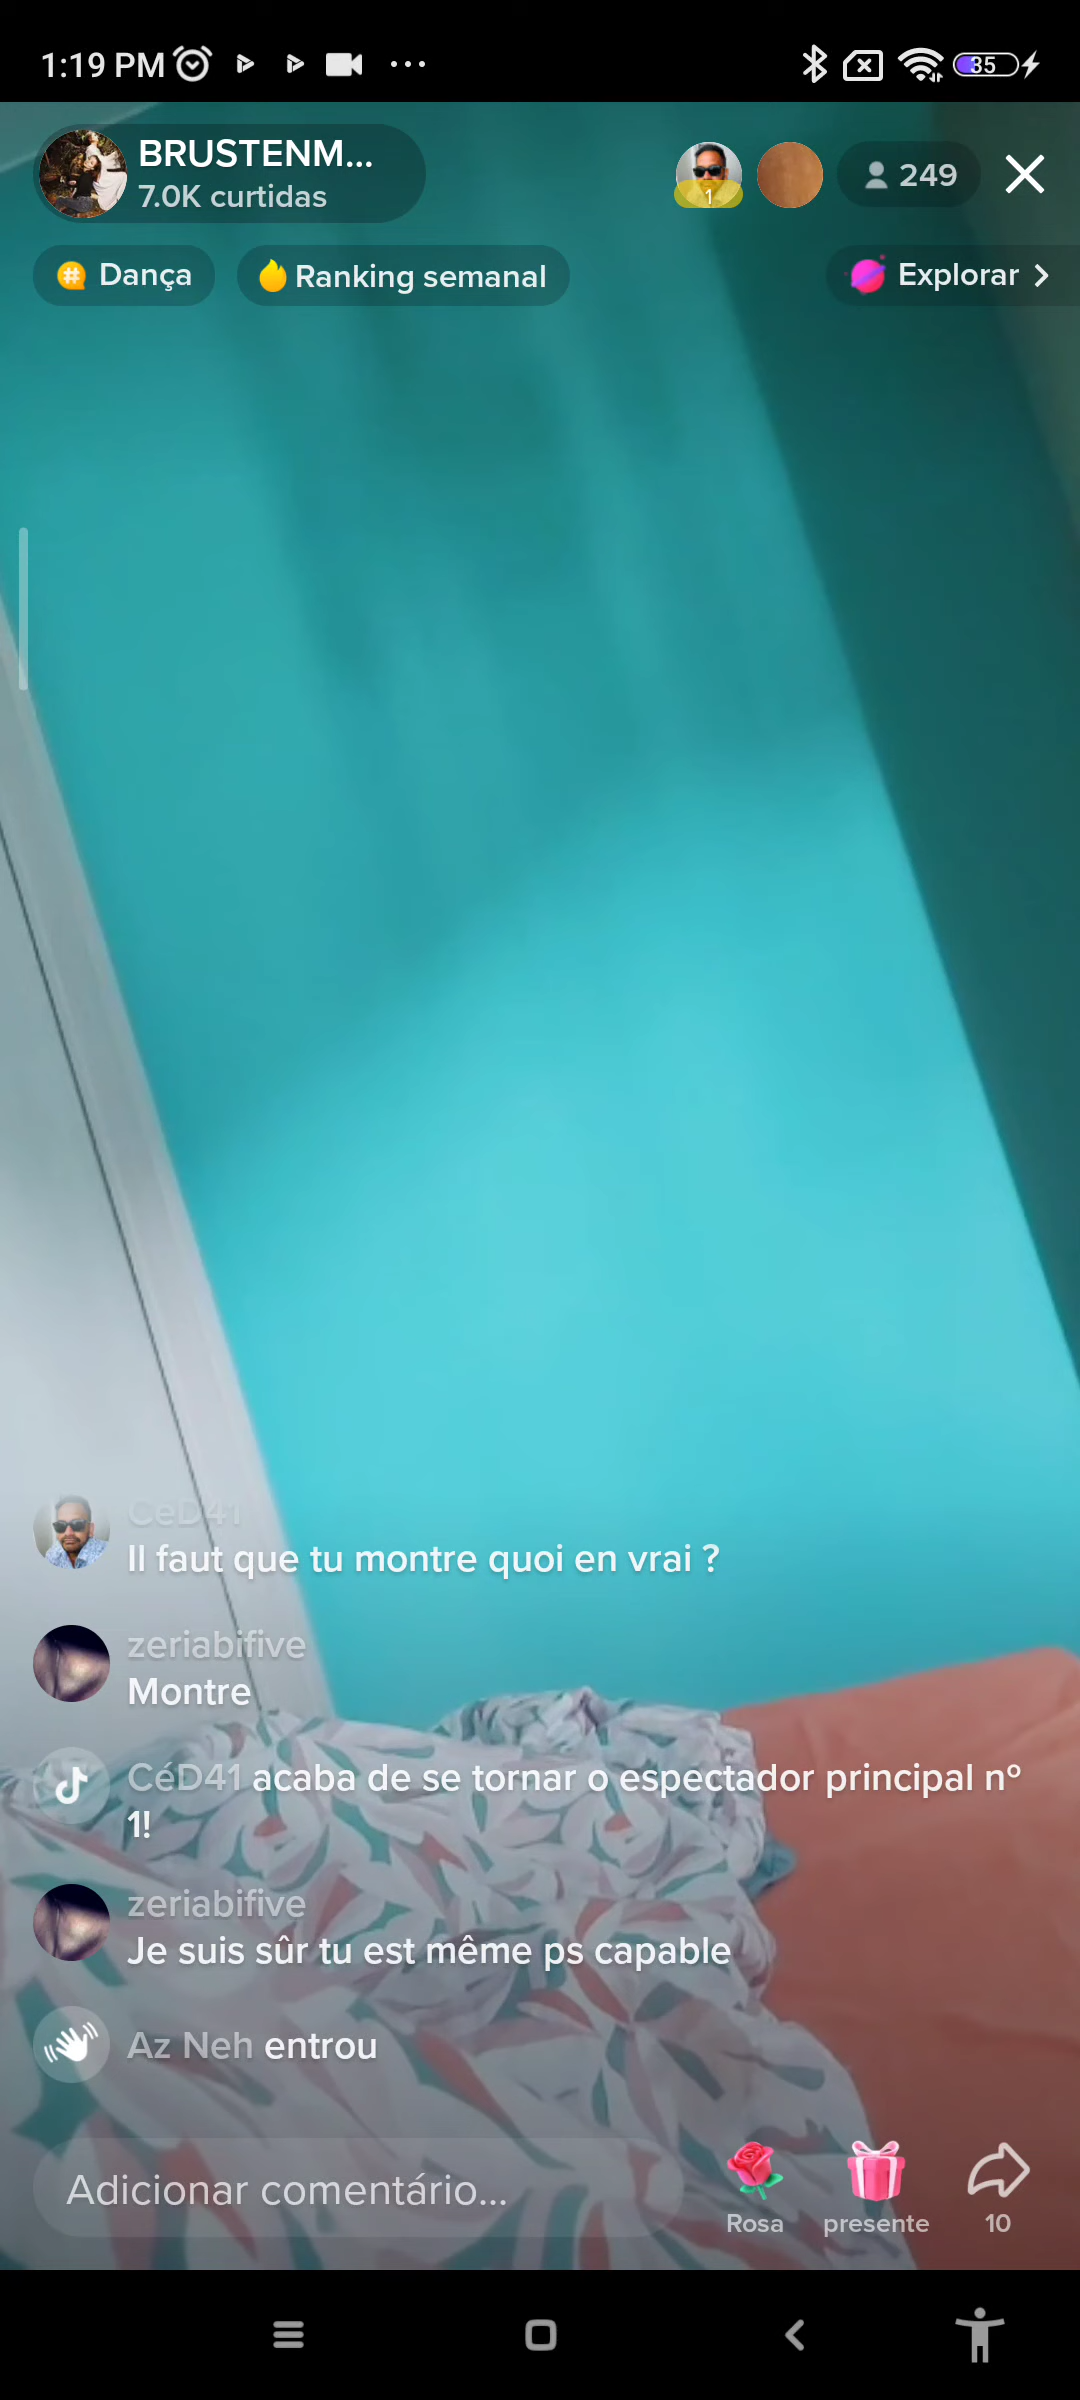 1:19 PM
35
BRUSTENM...
7.0K curtidas
1
249
Dança
Ranking semanal
Explorar
CeD41
Il faut que tu montre quoi en vrai ?
zeriabifive
Montre
CéD41 acaba de se tornar o espectador principal nº
1!
zeriabifive
Je suis sûr tu est même ps capable
Az Neh entrou
Adicionar comentário...
Rosa
presente
10